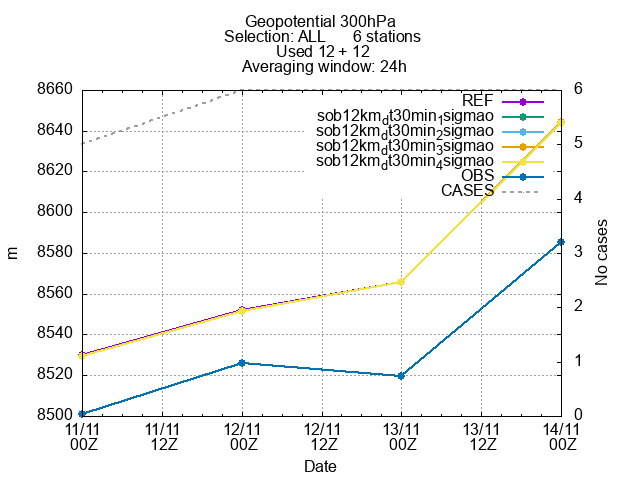 Geopotential 300hPa
Selection: ALL 6 stations
Used 12 + 12
Averaging window: 24h
REF
sob12km_dt30min_1sigmao
sob12km_dt30min_2sigmao
sob12km_dt30min_3sigmao
sob12km_dt30min_4sigmao
OBS
CASES
8660
8640
8620
8600
8580
8560
8540
8520
8500
m
6
5
4
3
2
1
0
No cases
11/11 11/11 12/11 12/11 13/11 13/11 14/11
00Z 12Z 00Z 12Z 00Z 12Z 00Z
Date